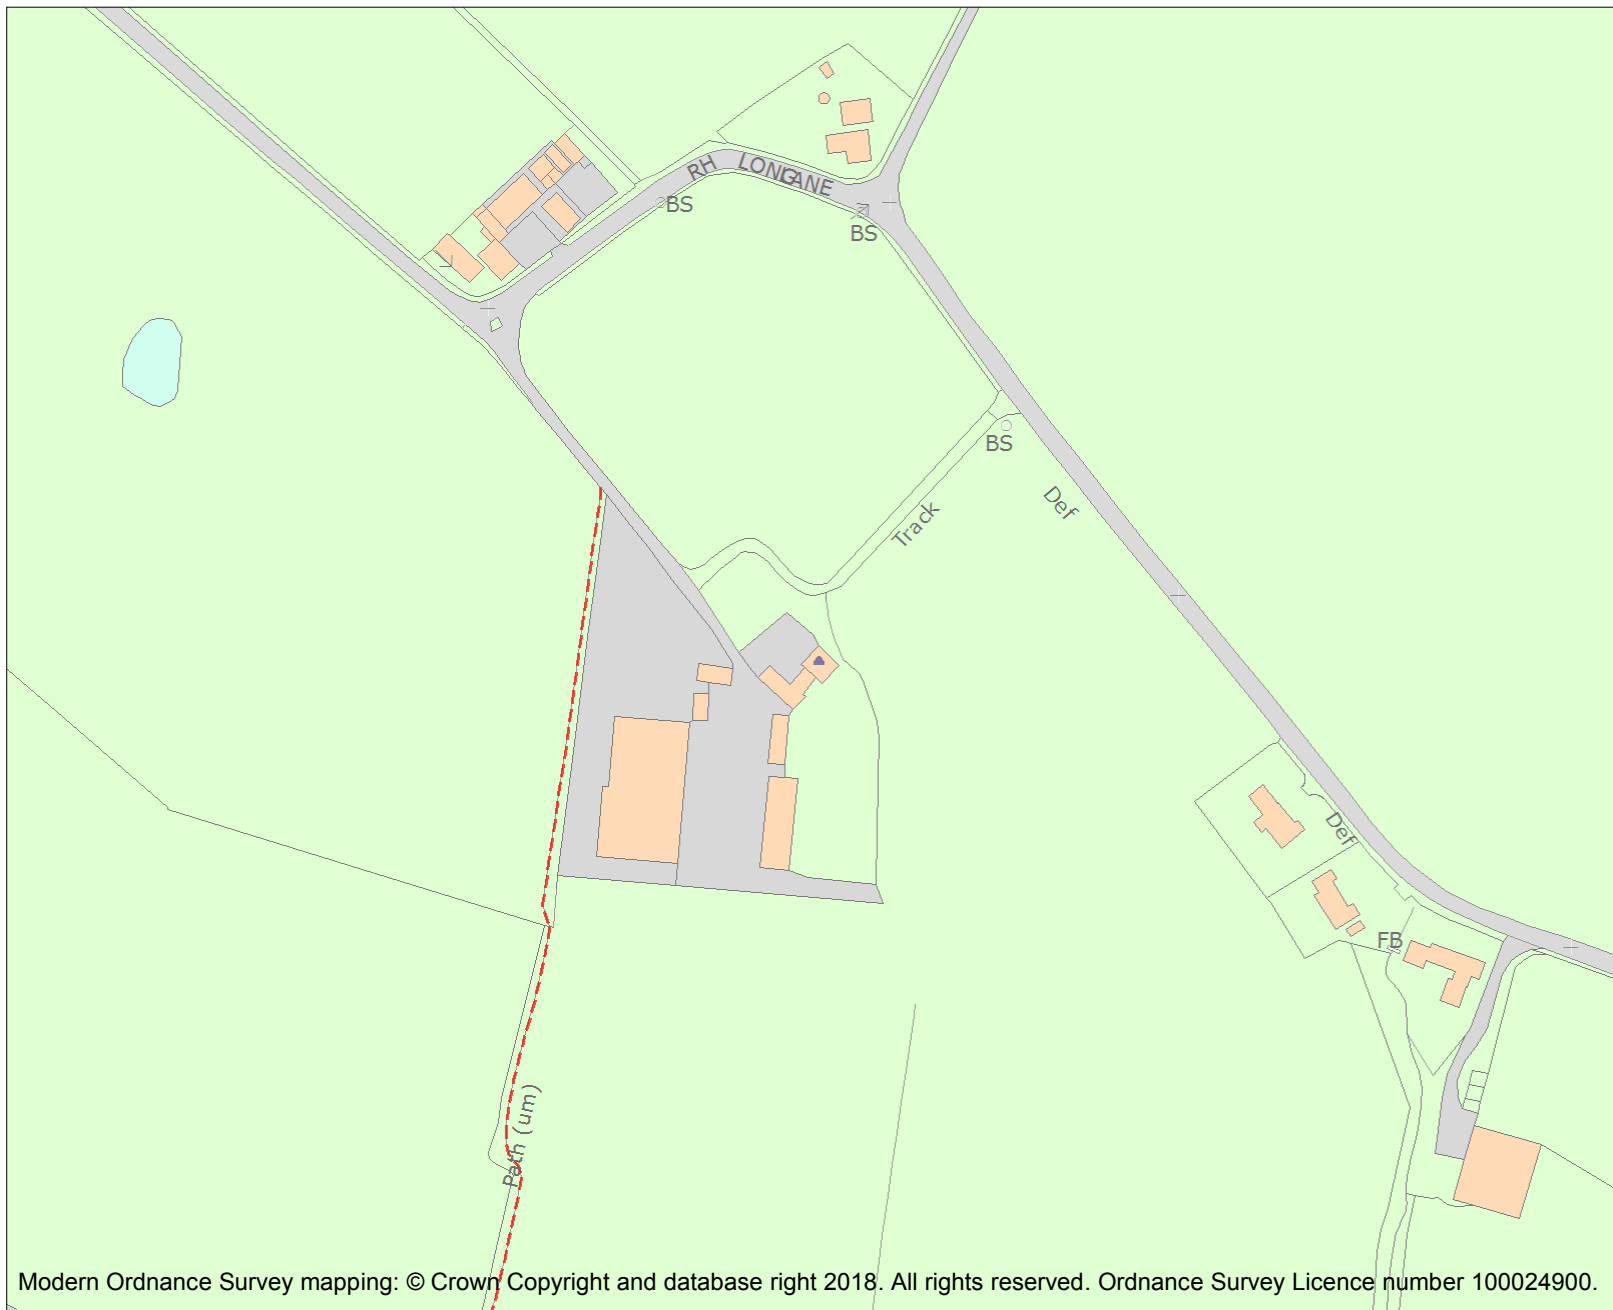 RH
LONG
LANE
BS
BS
BS
Def
Track
Def
FB
Path (um)
Modern Ordnance Survey mapping: © Crown Copyright and database right 2018. All rights reserved. Ordnance Survey Licence number 100024900.